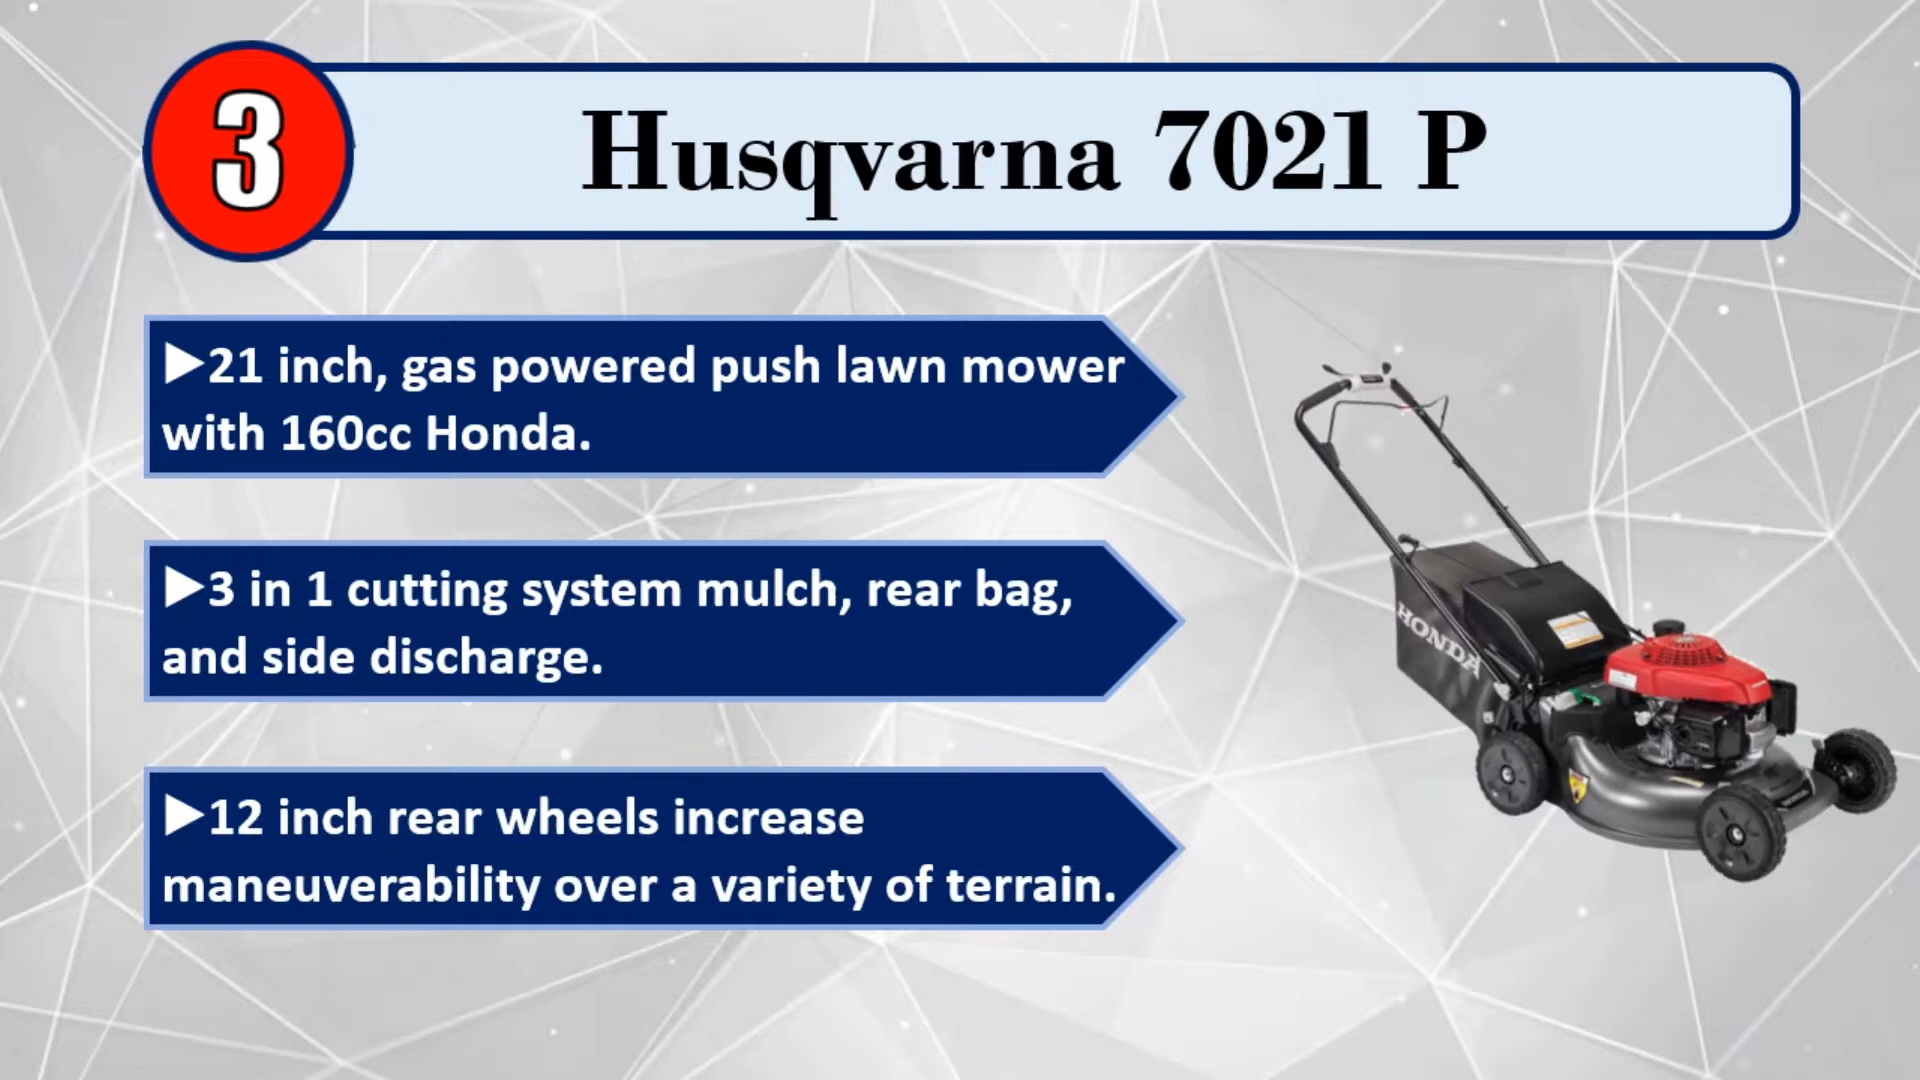 3
Husqvarna 7021 P
▶21 inch, gas powered push lawn mower
with 160cc Honda.
▶3 in 1 cutting system mulch, rear bag,
and side discharge.
▶12 inch rear wheels increase
maneuverability over a variety of terrain.
HONDA